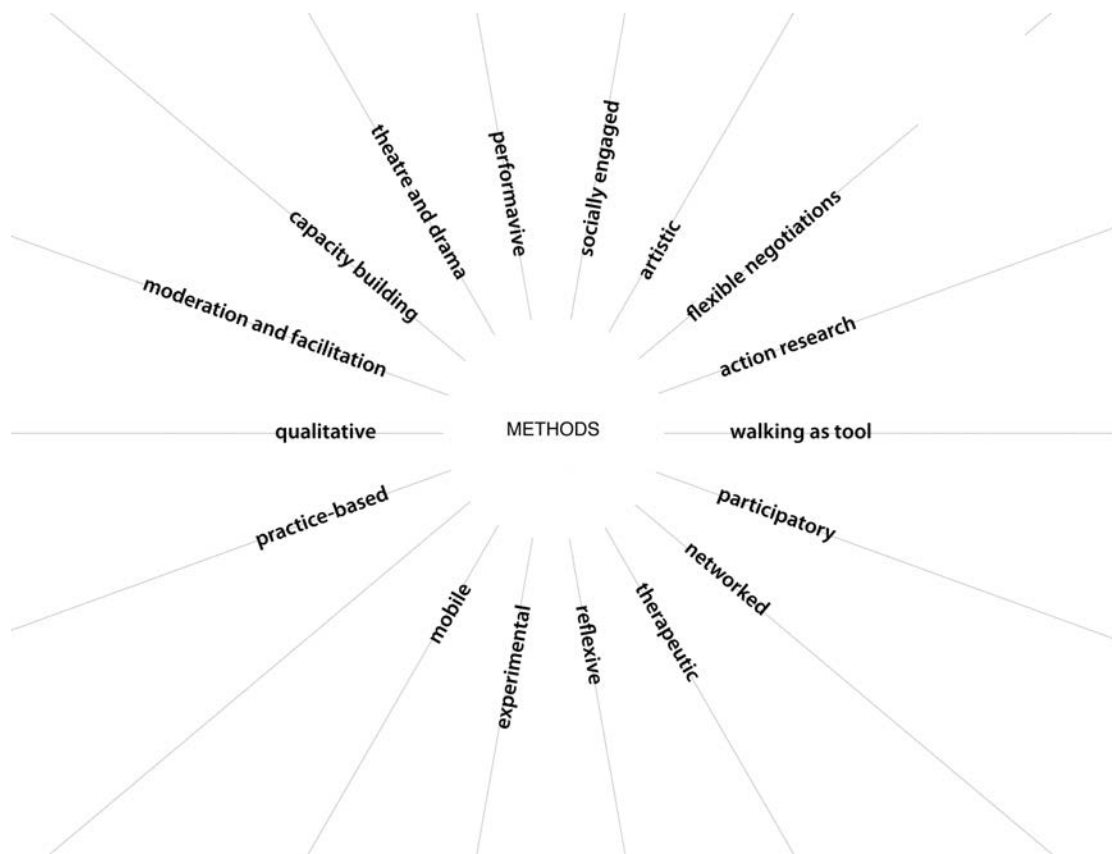 theatre and drama
performavive
socially engaged
artistic
capacity building
flexible negotiations
moderation and facilitation
action research
qualitative
METHODS
walking as tool
practice-based
participatory
networked
mobile
experimental
reflexive
therapeutic